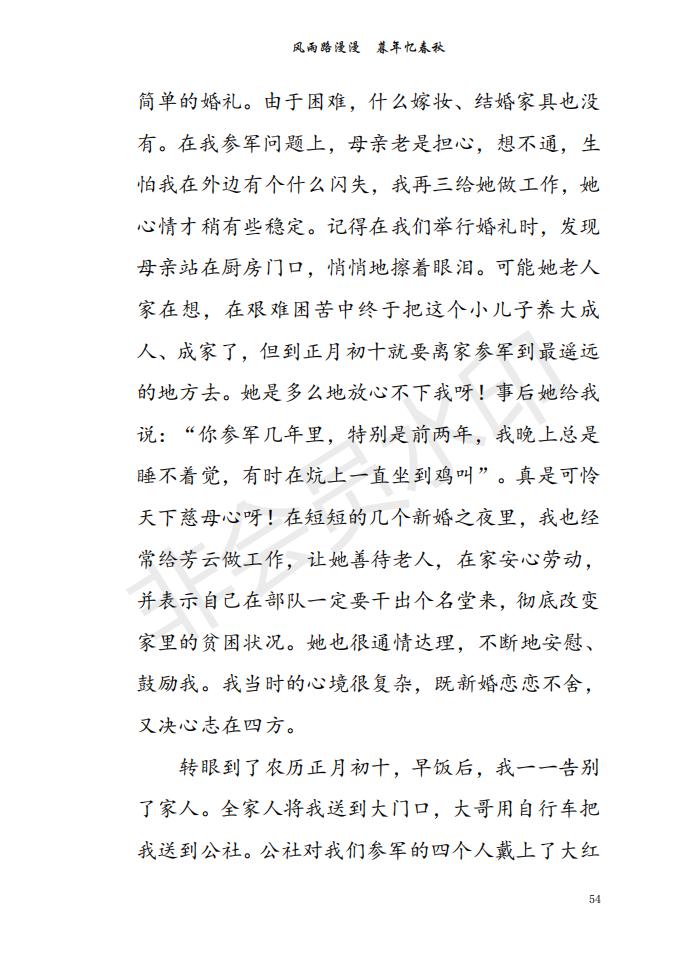 风雨路漫漫　暮年忆春秋
简单的婚礼。由于困难，什么嫁妆、结婚家具也没
有。在我参军问题上，母亲老是担心，想不通，生
怕我在外边有个什么闪失，我再三给她做工作，她
心情才稍有些稳定。记得在我们举行婚礼时，发现
母亲站在厨房门口，悄悄地擦着眼泪。可能她老人
家在想，在艰难困苦中终于把这个小儿子养大成
人、成家了，但到正月初十就要离家参军到最遥远
的地方去。她是多么地放心不下我呀！事后她给我
说：“你参军几年里，特别是前两年，我晚上总是
睡不着觉，有时在炕上一直坐到鸡叫”。真是可怜
天下慈母心呀！在短短的几个新婚之夜里，我也经
常给芳云做工作，让她善待老人，在家安心劳动，
并表示自己在部队一定要干出个名堂来，彻底改变
家里的贫困状况。她也很通情达理，不断地安慰、
鼓励我。我当时的心境很复杂，既新婚恋恋不舍，
又决心志在四方。
转眼到了农历正月初十，早饭后，我一一告别
了家人。全家人将我送到大门口，大哥用自行车把
我送到公社。公社对我们参军的四个人戴上了大红
54
非会员水印